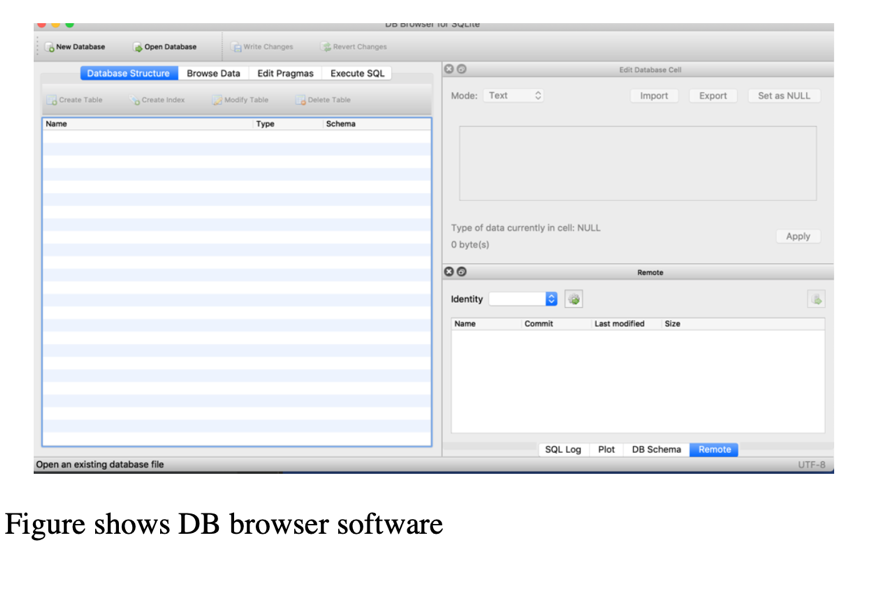 DB Browser for SQLite
New Database Open Database Write Changes Revert Changes
Database Structure Browse Data Edit Pragmas Execute SQL
Create Table Create Index Modify Table Delete Table
Name Type Schema
Edit Database Cell
Mode: Text Import Export Set as NULL
Type of data currently in cell: NULL
0 byte(s)
Apply
Remote
Identity
Name Commit Last modified Size
SQL Log Plot DB Schema Remote
Open an existing database file UTF-8
Figure shows DB browser software